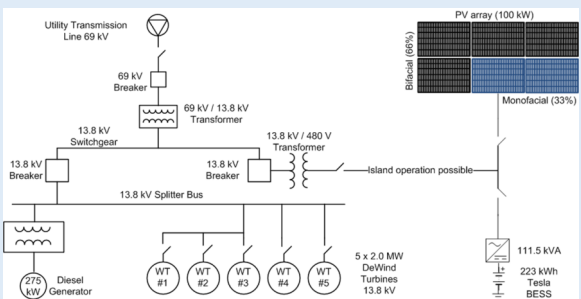 Utility Transmission
Line 69 kV
PV array (100 kW)
Bifacial (66%)
Monofacial (33%)
69 kV
Breaker
69 kV / 13.8 kV
Transformer
13.8 kV
Switchgear
13.8 kV / 480 V
Transformer
13.8 kV
Breaker
13.8 kV
Breaker
Island operation possible
13.8 kV Splitter Bus
275
kW
Diesel
Generator
WT
#1
WT
#2
WT
#3
WT
#4
WT
#5
5 x 2.0 MW
DeWind
Turbines
13.8 kV
111.5 kVA
+
223 kWh
Tesla
BESS